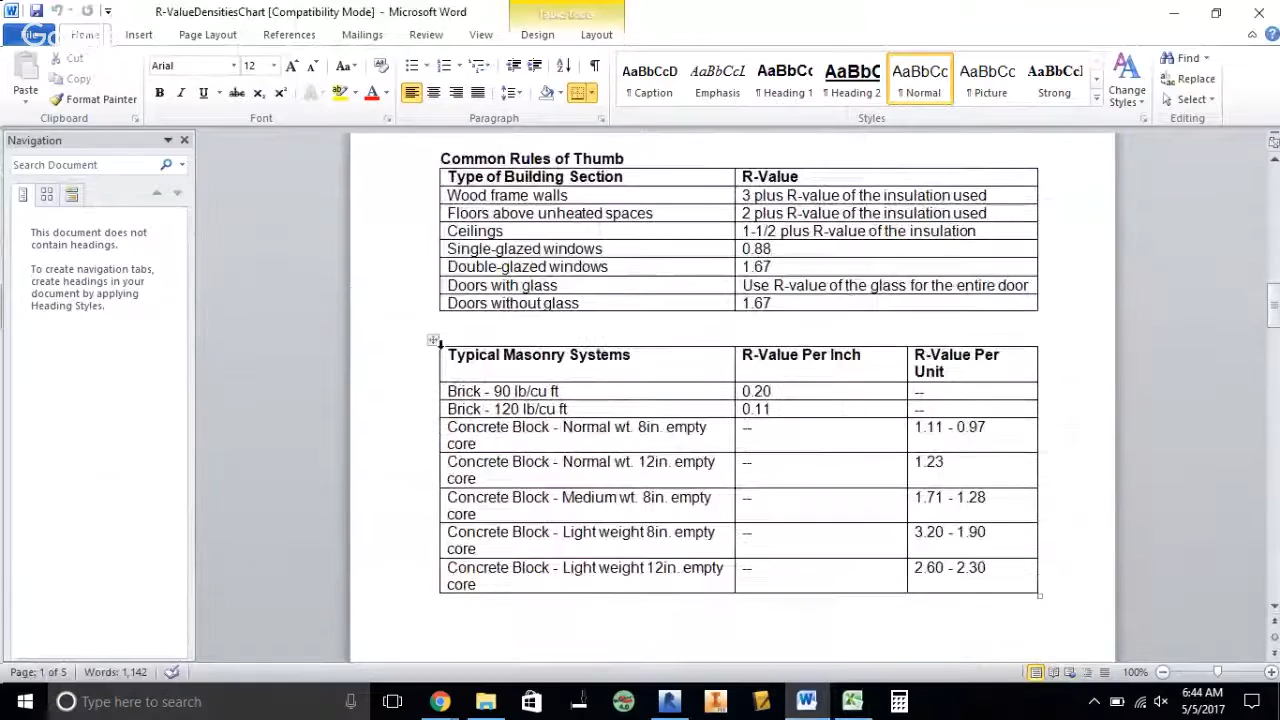 R-ValueDensitiesChart [Compatibility Mode] - Microsoft Word
Home Insert Page Layout References Mailings Review View Design Layout
Paste
Cut
Copy
Format Painter
Clipboard
Arial 12
Font
Paragraph
AaBbCcD AaBbCcI AaBbCc AaBbC AaBbCc AaBbCc AaBbCcl
¶ Caption Emphasis ¶ Heading 1 ¶ Heading 2 ¶ Normal ¶ Picture Strong
Styles
Change
Styles
Find
Replace
Select
Editing
Navigation
Search Document
This document does not
contain headings.
To create navigation tabs,
create headings in your
document by applying
Heading Styles.
Common Rules of Thumb
Type of Building Section R-Value
Wood frame walls 3 plus R-value of the insulation used
Floors above unheated spaces 2 plus R-value of the insulation used
Ceilings 1-1/2 plus R-value of the insulation
Single-glazed windows 0.88
Double-glazed windows 1.67
Doors with glass Use R-value of the glass for the entire door
Doors without glass 1.67
Typical Masonry Systems R-Value Per Inch R-Value Per
Unit
Brick - 90 lb/cu ft 0.20 --
Brick - 120 lb/cu ft 0.11 --
Concrete Block - Normal wt. 8in. empty -- 1.11 - 0.97
core
Concrete Block - Normal wt. 12in. empty -- 1.23
core
Concrete Block - Medium wt. 8in. empty -- 1.71 - 1.28
core
Concrete Block - Light weight 8in. empty -- 3.20 - 1.90
core
Concrete Block - Light weight 12in. empty -- 2.60 - 2.30
core
Page: 1 of 5 Words: 1,142 100%
Type here to search
6:44 AM
5/5/2017